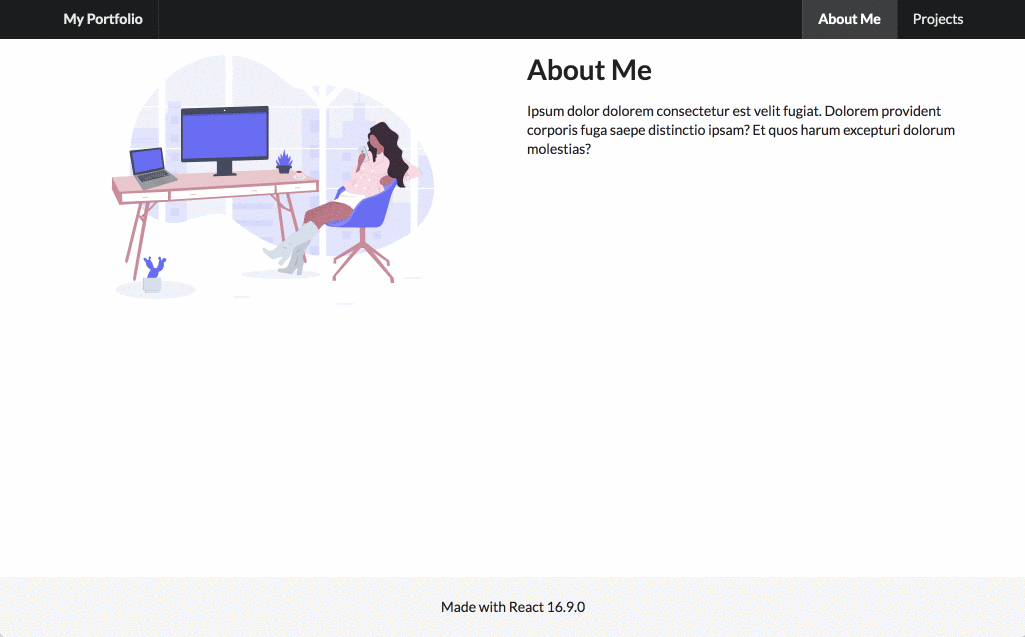 My Portfolio
About Me
Projects
About Me
Ipsum dolor dolorem consectetur est velit fugiat. Dolorem provident
corporis fuga saepe distinctio ipsam? Et quos harum excepturi dolorum
molestias?
Made with React 16.9.0